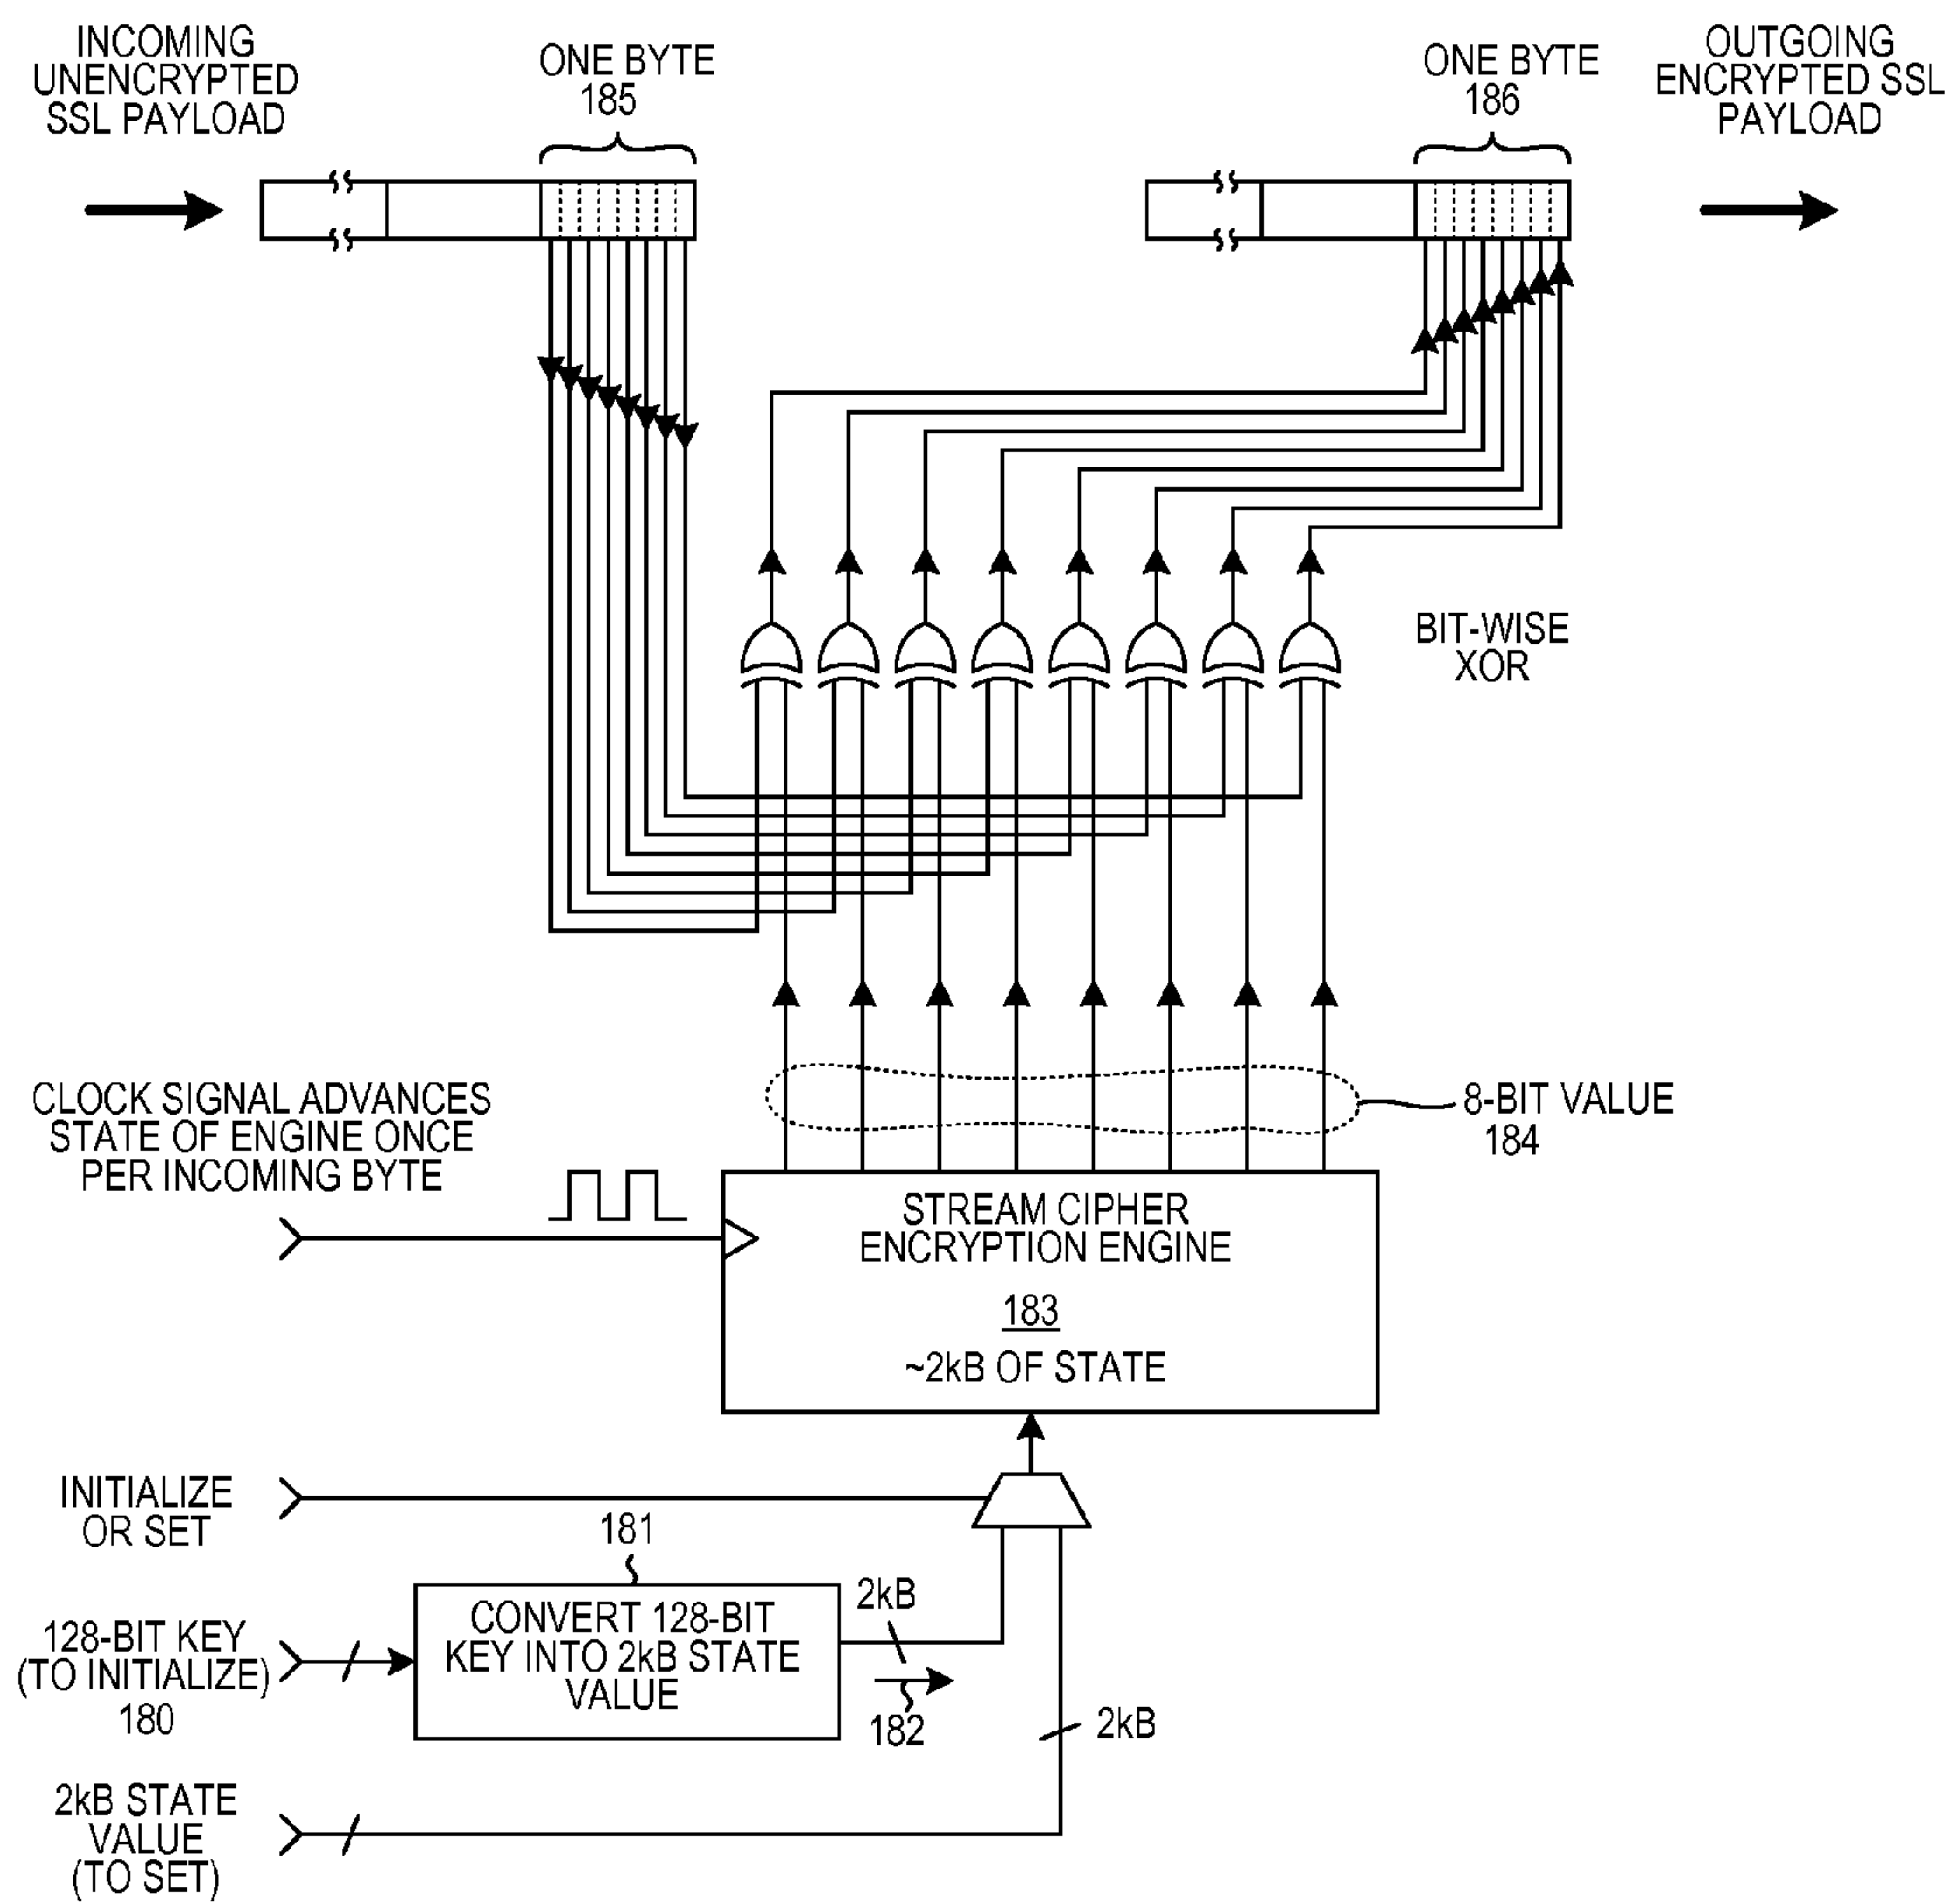 INCOMING
UNENCRYPTED
SSL PAYLOAD
ONE BYTE
185
ONE BYTE
186
OUTGOING
ENCRYPTED SSL
PAYLOAD
BIT-WISE
XOR
CLOCK SIGNAL ADVANCES
STATE OF ENGINE ONCE
PER INCOMING BYTE
8-BIT VALUE
184
STREAM CIPHER
ENCRYPTION ENGINE
183
~2kB OF STATE
INITIALIZE
OR SET
181
128-BIT KEY
(TO INITIALIZE)
180
CONVERT 128-BIT
KEY INTO 2kB STATE
VALUE
2kB
182
2kB
2kB STATE
VALUE
(TO SET)